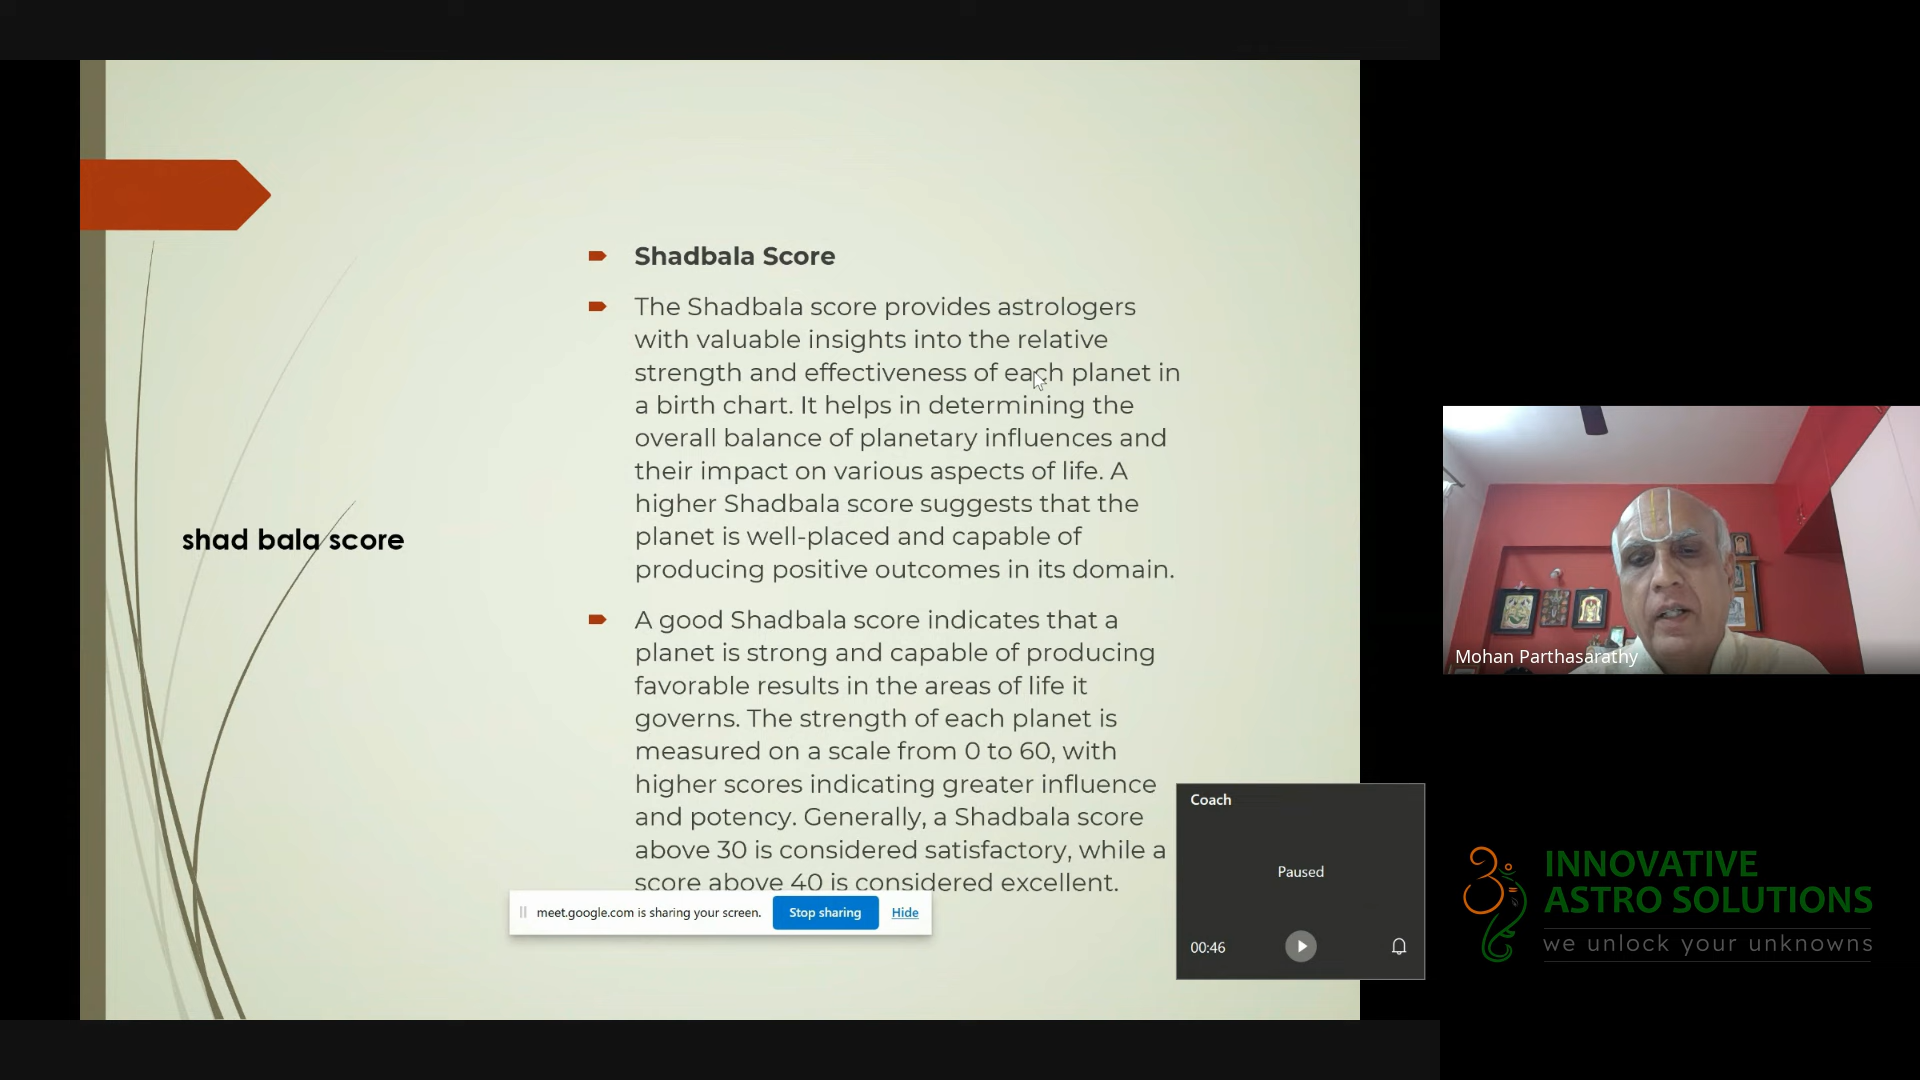 Shadbala Score
The Shadbala score provides astrologers
with valuable insights into the relative
strength and effectiveness of each planet in
a birth chart. It helps in determining the
overall balance of planetary influences and
their impact on various aspects of life. A
higher Shadbala score suggests that the
planet is well-placed and capable of
producing positive outcomes in its domain.
shad bala score
A good Shadbala score indicates that a
planet is strong and capable of producing
favorable results in the areas of life it
governs. The strength of each planet is
measured on a scale from 0 to 60, with
higher scores indicating greater influence
and potency. Generally, a Shadbala score
above 30 is considered satisfactory, while a
score above 40 is considered excellent.
meet.google.com is sharing your screen. Stop sharing Hide
Coach
Paused
00:46
Mohan Parthasarathy
INNOVATIVE
ASTRO SOLUTIONS
we unlock your unknowns